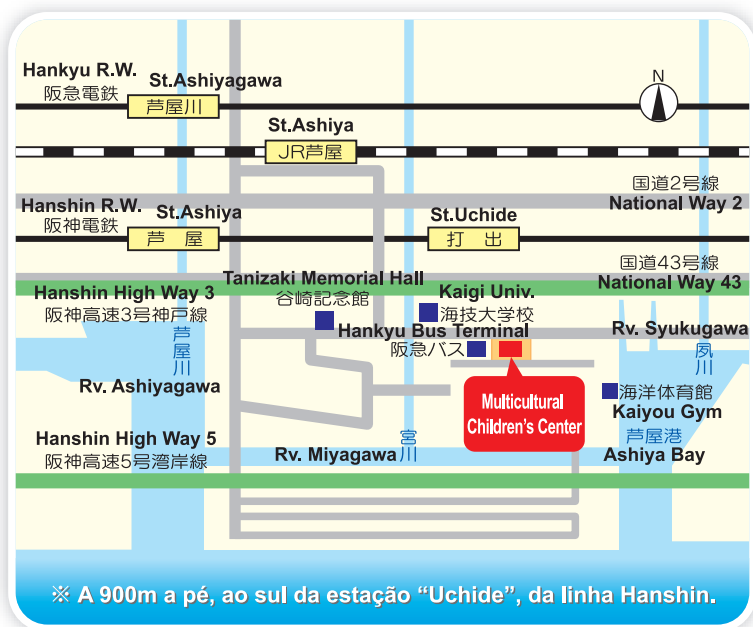 Hankyu R.W.
阪急電鉄
St.Ashiyagawa
芦屋川
N
St.Ashiya
JR芦屋
国道2号線
National Way 2
Hanshin R.W.
阪神電鉄
St.Ashiya
芦 屋
St.Uchide
打 出
国道43号線
National Way 43
Hanshin High Way 3
阪神高速3号神戸線
Tanizaki Memorial Hall
谷崎記念館
Kaigi Univ.
海技大学校
Hankyu Bus Terminal
阪急バス
Rv. Syukugawa
夙川
芦屋川
Rv. Ashiyagawa
Multicultural
Children's Center
海洋体育館
Kaiyou Gym
芦屋港
Ashiya Bay
Hanshin High Way 5
阪神高速5号湾岸線
Rv. Miyagawa
宮川
※ A 900m a pé, ao sul da estação “Uchide”, da linha Hanshin.